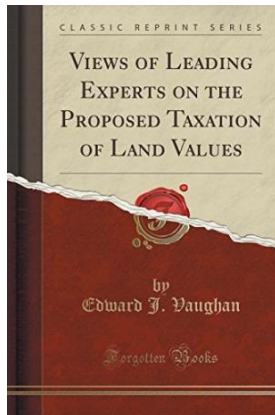 CLASSIC REPRINT SERIES
VIEWS OF LEADING
EXPERTS ON THE
PROPOSED TAXATION
OF LAND VALUES
by
Edward J. Vaughan
Forgotten Books